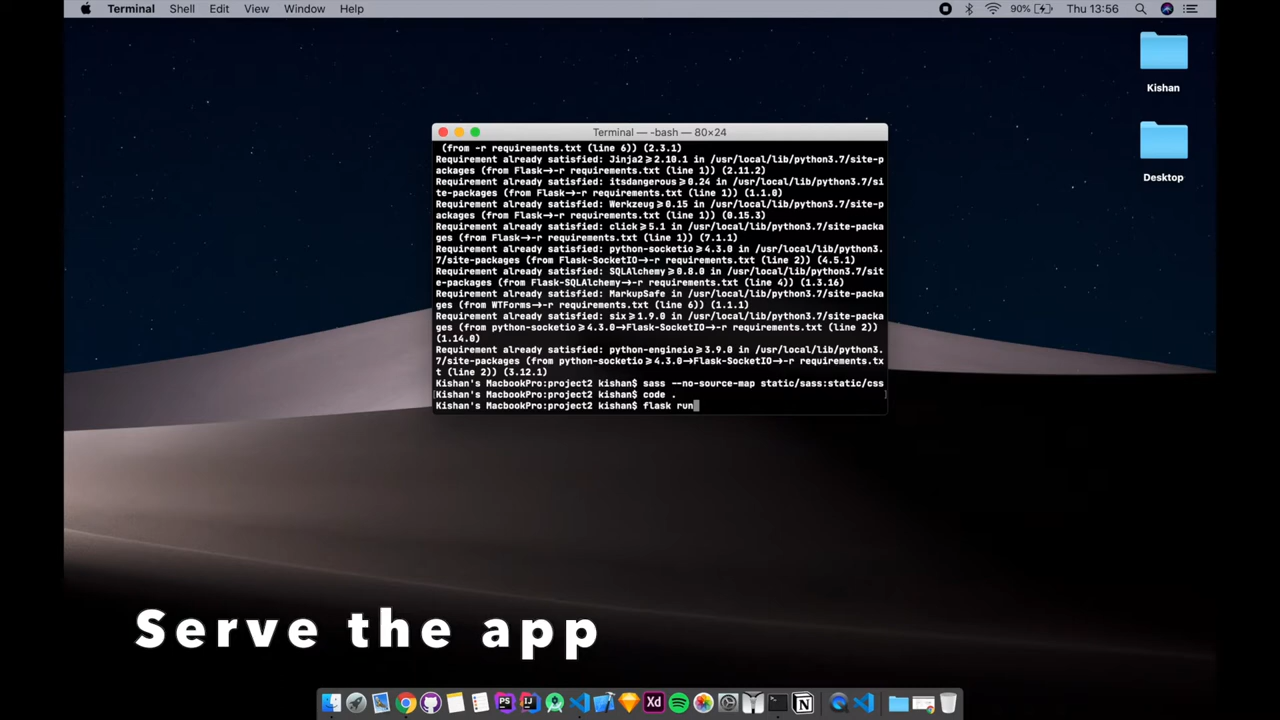 Terminal Shell Edit View Window Help 90% Thu 13:56
Kishan
Desktop
Terminal — -bash — 80×24
(from -r requirements.txt (line 6)) (2.3.1)
Requirement already satisfied: Jinja2>=2.10.1 in /usr/local/lib/python3.7/site-p
ackages (from Flask->-r requirements.txt (line 1)) (2.11.2)
Requirement already satisfied: itsdangerous>=0.24 in /usr/local/lib/python3.7/si
te-packages (from Flask->-r requirements.txt (line 1)) (1.1.0)
Requirement already satisfied: Werkzeug>=0.15 in /usr/local/lib/python3.7/site-p
ackages (from Flask->-r requirements.txt (line 1)) (0.15.3)
Requirement already satisfied: click>=5.1 in /usr/local/lib/python3.7/site-packa
ges (from Flask->-r requirements.txt (line 1)) (7.1.1)
Requirement already satisfied: python-socketio>=4.3.0 in /usr/local/lib/python3.
7/site-packages (from Flask-SocketIO->-r requirements.txt (line 2)) (4.5.1)
Requirement already satisfied: SQLAlchemy>=0.8.0 in /usr/local/lib/python3.7/sit
e-packages (from Flask-SQLAlchemy->-r requirements.txt (line 4)) (1.3.16)
Requirement already satisfied: MarkupSafe in /usr/local/lib/python3.7/site-packa
ges (from WTForms->-r requirements.txt (line 6)) (1.1.1)
Requirement already satisfied: six>=1.9.0 in /usr/local/lib/python3.7/site-packa
ges (from python-socketio>=4.3.0->Flask-SocketIO->-r requirements.txt (line 2))
(1.14.0)
Requirement already satisfied: python-engineio>=3.9.0 in /usr/local/lib/python3.
7/site-packages (from python-socketio>=4.3.0->Flask-SocketIO->-r requirements.tx
t (line 2)) (3.12.1)
Kishan's MacbookPro:project2 kishan$ sass --no-source-map static/sass:static/css
[Kishan's MacbookPro:project2 kishan$ code . ]
Kishan's MacbookPro:project2 kishan$ flask run
Serve the app
PS
Xd